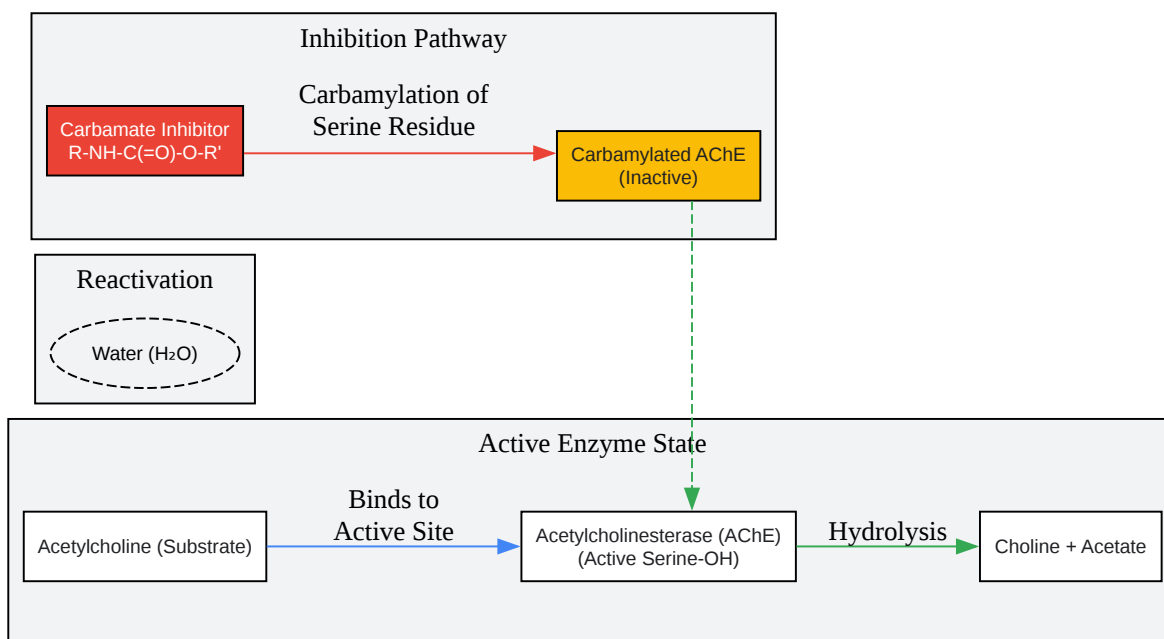 Inhibition Pathway
Carbamylation of
Serine Residue
Carbamate Inhibitor
R-NH-C(=O)-O-R'
Carbamylated AChE
(Inactive)
Reactivation
Water (H₂O)
Active Enzyme State
Acetylcholine (Substrate)
Binds to
Active Site
Acetylcholinesterase (AChE)
(Active Serine-OH)
Hydrolysis
Choline + Acetate